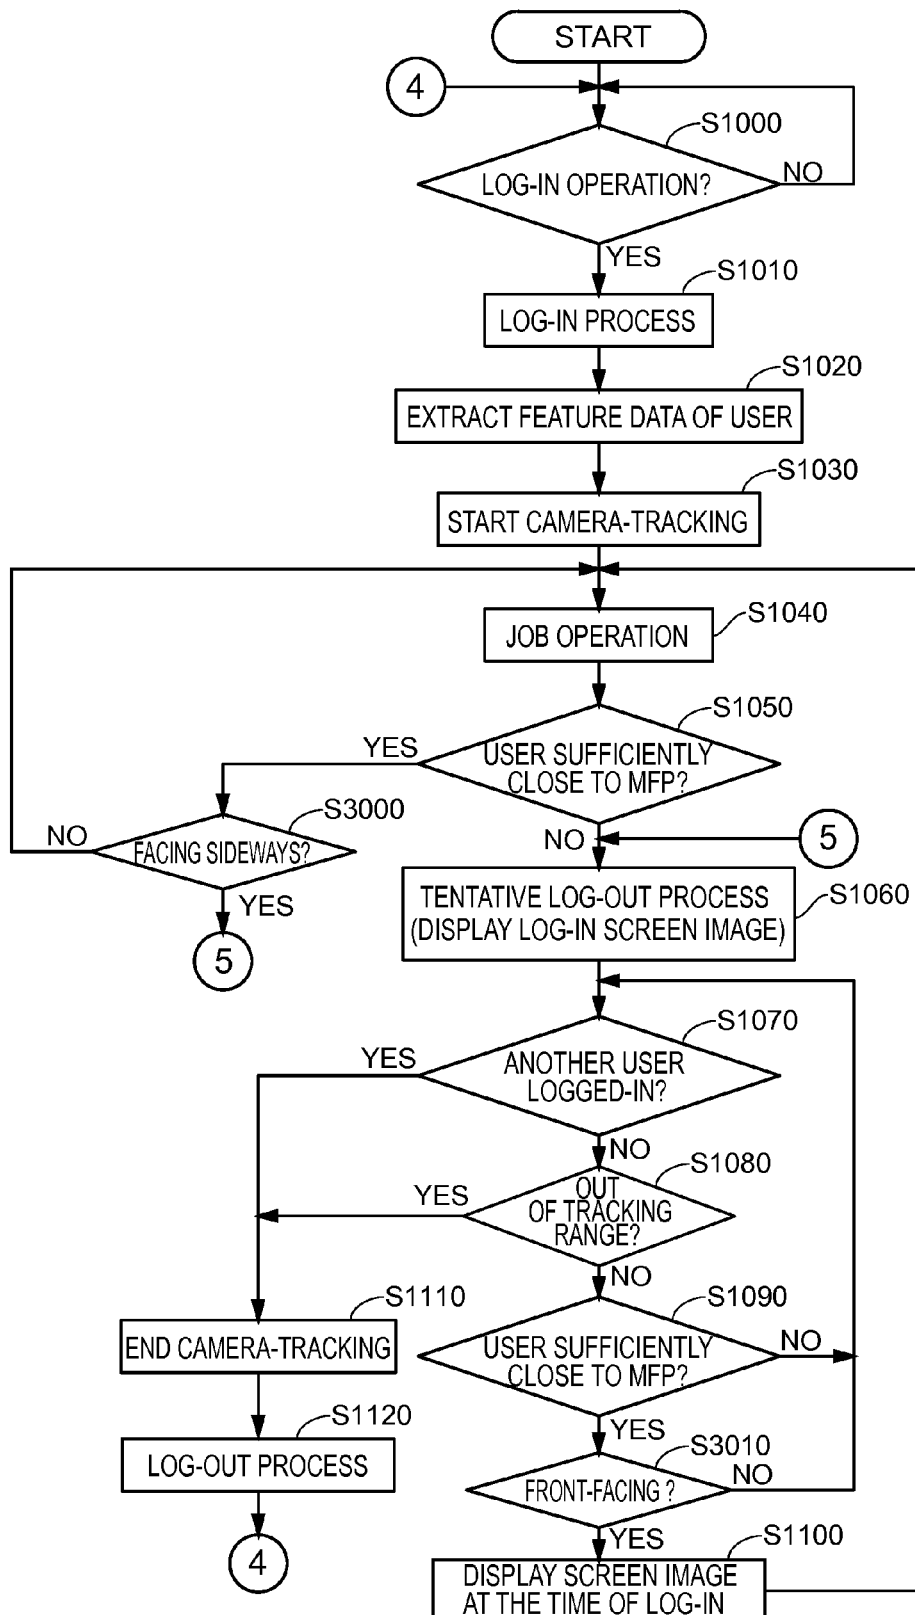 START
4
S1000
LOG-IN OPERATION?
NO
YES
S1010
LOG-IN PROCESS
S1020
EXTRACT FEATURE DATA OF USER
S1030
START CAMERA-TRACKING
S1040
JOB OPERATION
S1050
YES
USER SUFFICIENTLY
CLOSE TO MFP?
S3000
NO
FACING SIDEWAYS?
NO
5
YES
5
TENTATIVE LOG-OUT PROCESS
(DISPLAY LOG-IN SCREEN IMAGE)
S1060
S1070
YES
ANOTHER USER
LOGGED-IN?
NO
S1080
YES
OUT
OF TRACKING
RANGE?
NO
S1110
END CAMERA-TRACKING
S1090
USER SUFFICIENTLY
CLOSE TO MFP?
NO
YES
S1120
LOG-OUT PROCESS
S3010
FRONT-FACING ?
NO
YES
4
S1100
DISPLAY SCREEN IMAGE
AT THE TIME OF LOG-IN